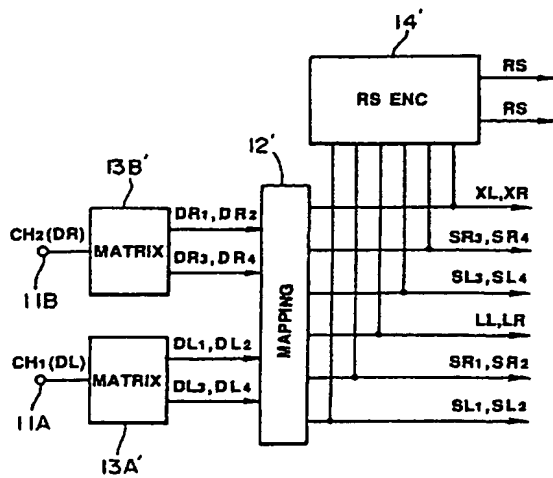 14'
RS ENC
RS
RS
12'
13B'
CH2(DR)
MATRIX
DR1, DR2
DR3, DR4
11B
MAPPING
XL,XR
SR3, SR4
SL3, SL4
LL, LR
SR1, SR2
SL1, SL2
CH1(DL)
MATRIX
DL1, DL2
DL3, DL4
11A
13A'